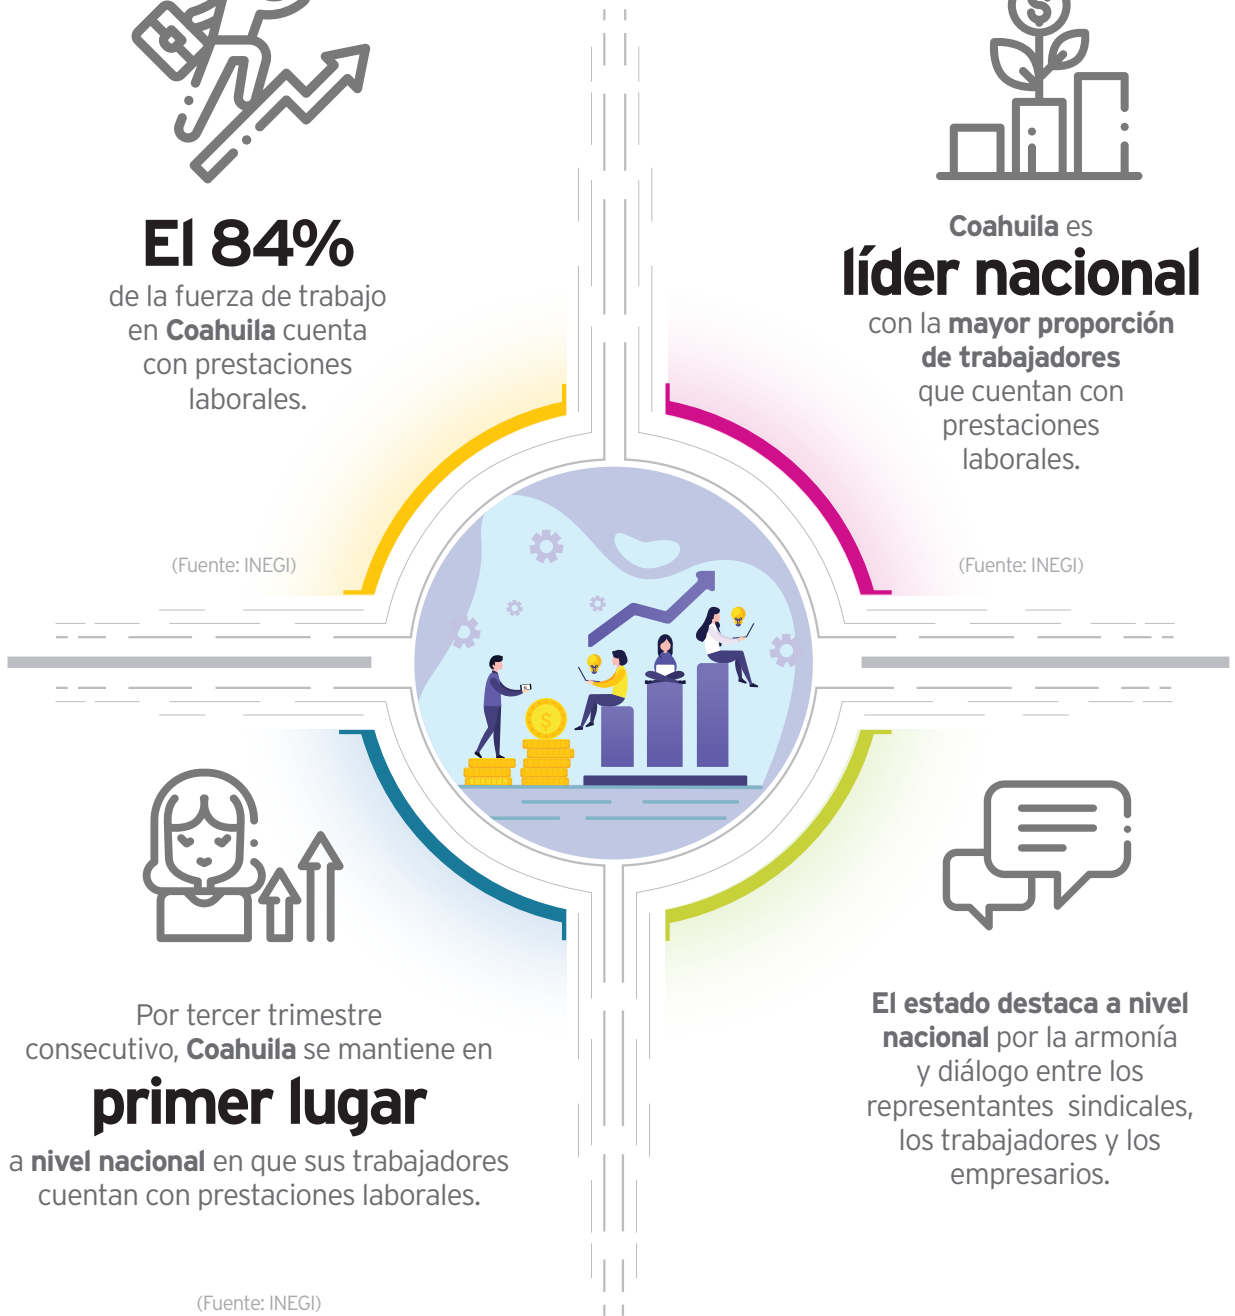 El 84%
de la fuerza de trabajo
en Coahuila cuenta
con prestaciones
laborales.
(Fuente: INEGI)
Coahuila es
líder nacional
con la mayor proporción
de trabajadores
que cuentan con
prestaciones
laborales.
(Fuente: INEGI)
Por tercer trimestre
consecutivo, Coahuila se mantiene en
primer lugar
a nivel nacional en que sus trabajadores
cuentan con prestaciones laborales.
(Fuente: INEGI)
El estado destaca a nivel
nacional por la armonía
y diálogo entre los
representantes sindicales,
los trabajadores y los
empresarios.